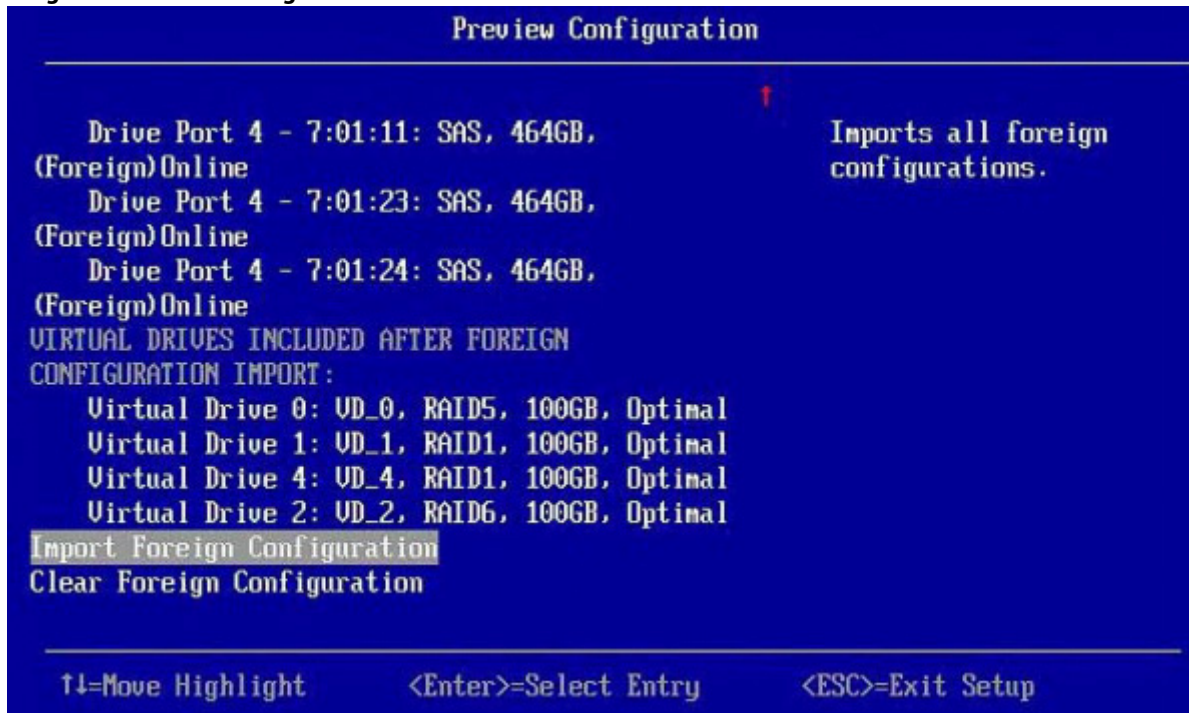 Preview Configuration
↑
Drive Port 4 - 7:01:11: SAS, 464GB,
(Foreign)Online
Drive Port 4 - 7:01:23: SAS, 464GB,
(Foreign)Online
Drive Port 4 - 7:01:24: SAS, 464GB,
(Foreign)Online
VIRTUAL DRIVES INCLUDED AFTER FOREIGN
CONFIGURATION IMPORT:
Virtual Drive 0: VD_0, RAID5, 100GB, Optimal
Virtual Drive 1: VD_1, RAID1, 100GB, Optimal
Virtual Drive 4: VD_4, RAID1, 100GB, Optimal
Virtual Drive 2: VD_2, RAID6, 100GB, Optimal
Import Foreign Configuration
Clear Foreign Configuration
Imports all foreign
configurations.
↑↓=Move Highlight <Enter>=Select Entry <ESC>=Exit Setup